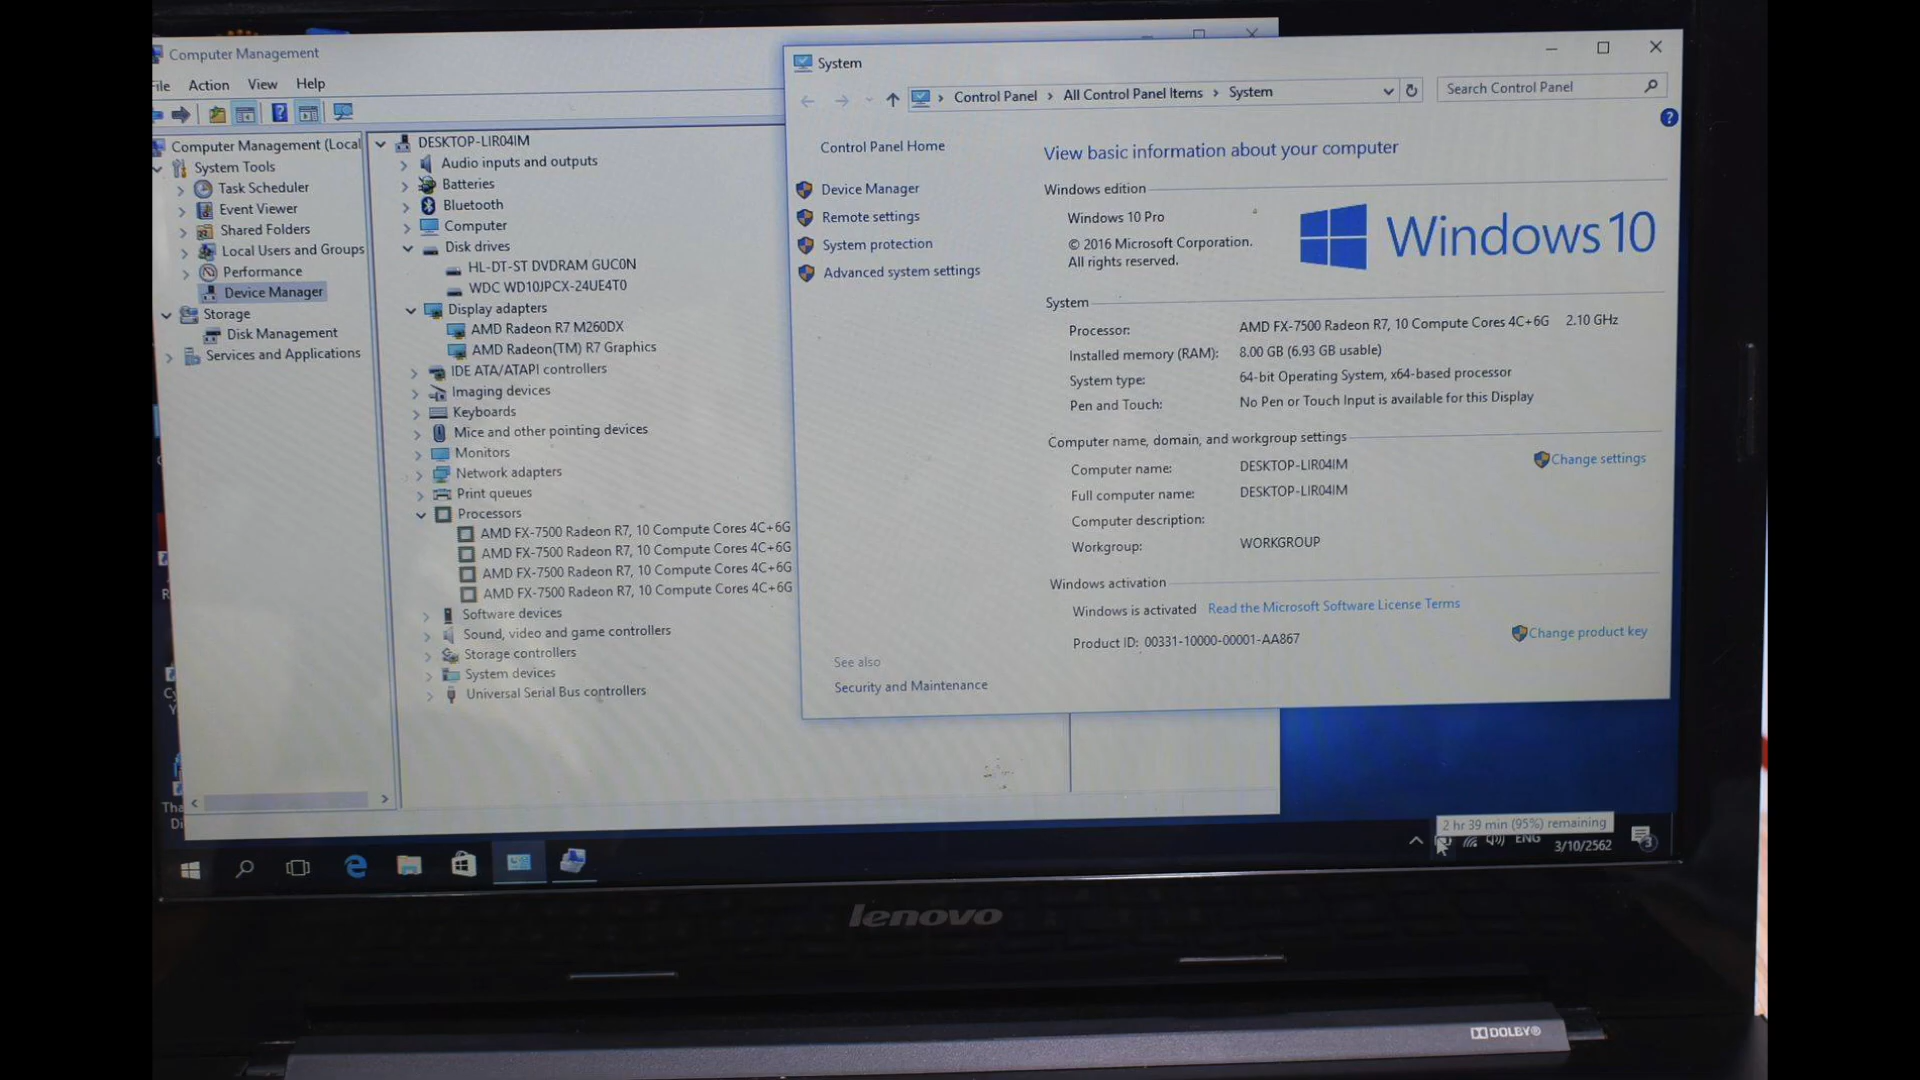 Computer Management
File Action View Help
Computer Management (Local
System Tools
Task Scheduler
Event Viewer
Shared Folders
Local Users and Groups
Performance
Device Manager
Storage
Disk Management
Services and Applications
DESKTOP-LIR04IM
Audio inputs and outputs
Batteries
Bluetooth
Computer
Disk drives
HL-DT-ST DVDRAM GUC0N
WDC WD10JPCX-24UE4T0
Display adapters
AMD Radeon R7 M260DX
AMD Radeon(TM) R7 Graphics
IDE ATA/ATAPI controllers
Imaging devices
Keyboards
Mice and other pointing devices
Monitors
Network adapters
Print queues
Processors
AMD FX-7500 Radeon R7, 10 Compute Cores 4C+6G
AMD FX-7500 Radeon R7, 10 Compute Cores 4C+6G
AMD FX-7500 Radeon R7, 10 Compute Cores 4C+6G
AMD FX-7500 Radeon R7, 10 Compute Cores 4C+6G
Software devices
Sound, video and game controllers
Storage controllers
System devices
Universal Serial Bus controllers
System
Control Panel > All Control Panel Items > System
Search Control Panel
Control Panel Home
Device Manager
Remote settings
System protection
Advanced system settings
See also
Security and Maintenance
View basic information about your computer
Windows edition
Windows 10 Pro
© 2016 Microsoft Corporation.
All rights reserved.
Windows 10
System
Processor: AMD FX-7500 Radeon R7, 10 Compute Cores 4C+6G 2.10 GHz
Installed memory (RAM): 8.00 GB (6.93 GB usable)
System type: 64-bit Operating System, x64-based processor
Pen and Touch: No Pen or Touch Input is available for this Display
Computer name, domain, and workgroup settings
Computer name: DESKTOP-LIR04IM
Change settings
Full computer name: DESKTOP-LIR04IM
Computer description:
Workgroup: WORKGROUP
Windows activation
Windows is activated Read the Microsoft Software License Terms
Product ID: 00331-10000-00001-AA867
Change product key
2 hr 39 min (95%) remaining
ENG
3/10/2562
3
lenovo
DOLBY®